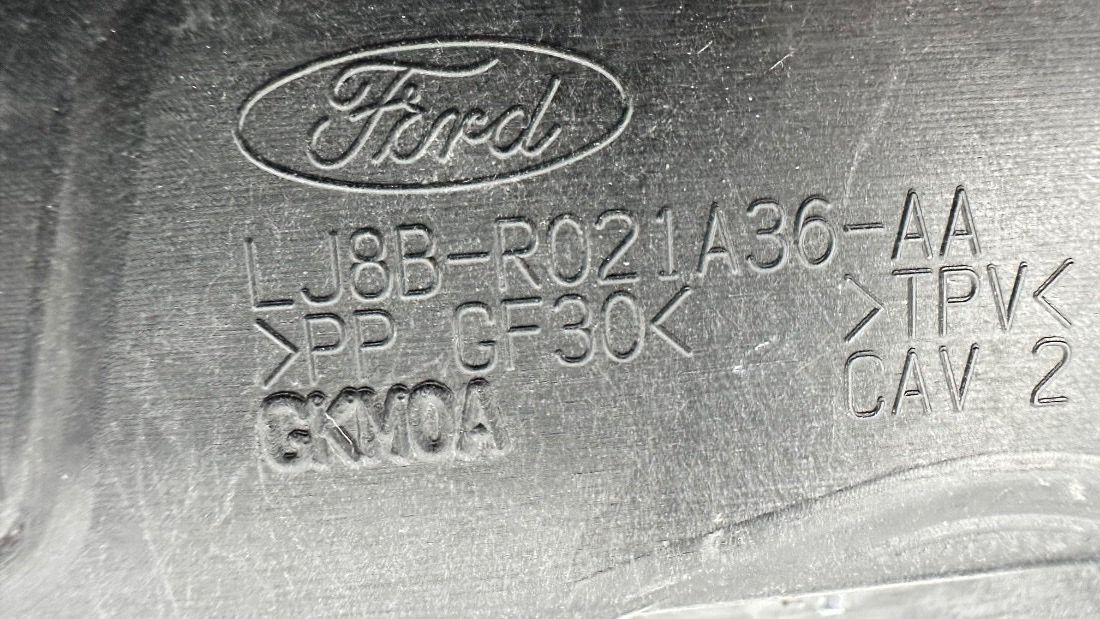 Ford
LJ8B-R021A36-AA
>PP GF30< >TPV<
GKM0A CAV 2